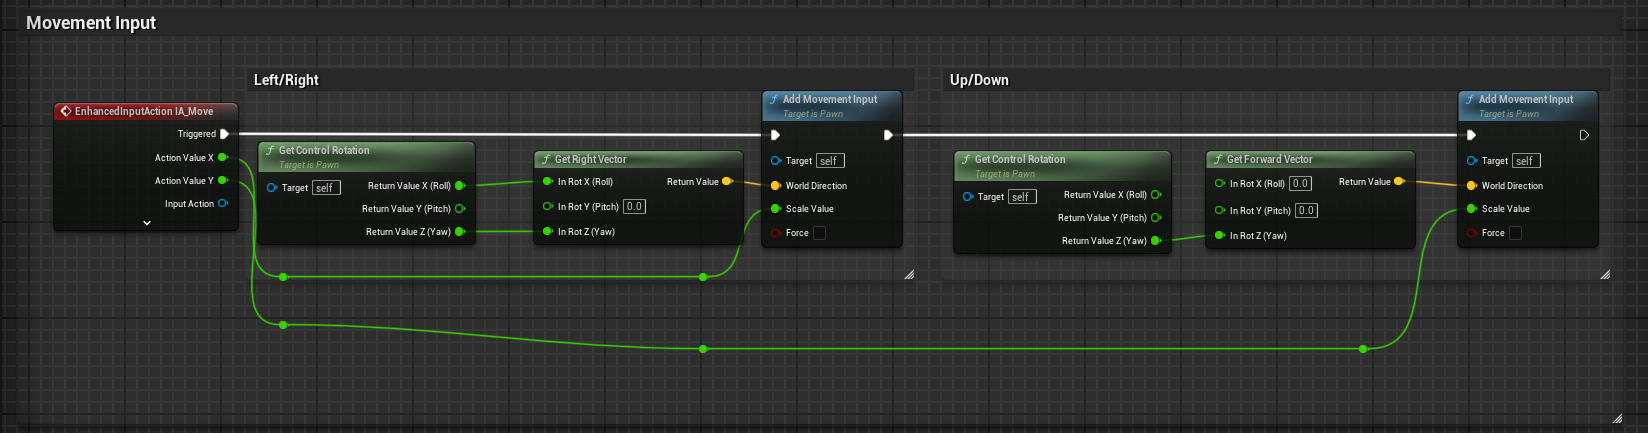 Movement Input
Left/Right
Up/Down
EnhancedInputAction IA_Move
Triggered
Action Value X
Action Value Y
Input Action
Get Control Rotation
Target is Pawn
Target self
Return Value X (Roll)
Return Value Y (Pitch)
Return Value Z (Yaw)
Get Right Vector
In Rot X (Roll)
Return Value
In Rot Y (Pitch) 0.0
In Rot Z (Yaw)
Add Movement Input
Target is Pawn
Target self
World Direction
Scale Value
Force
Get Control Rotation
Target is Pawn
Target self
Return Value X (Roll)
Return Value Y (Pitch)
Return Value Z (Yaw)
Get Forward Vector
In Rot X (Roll) 0.0
Return Value
In Rot Y (Pitch) 0.0
In Rot Z (Yaw)
Add Movement Input
Target is Pawn
Target self
World Direction
Scale Value
Force